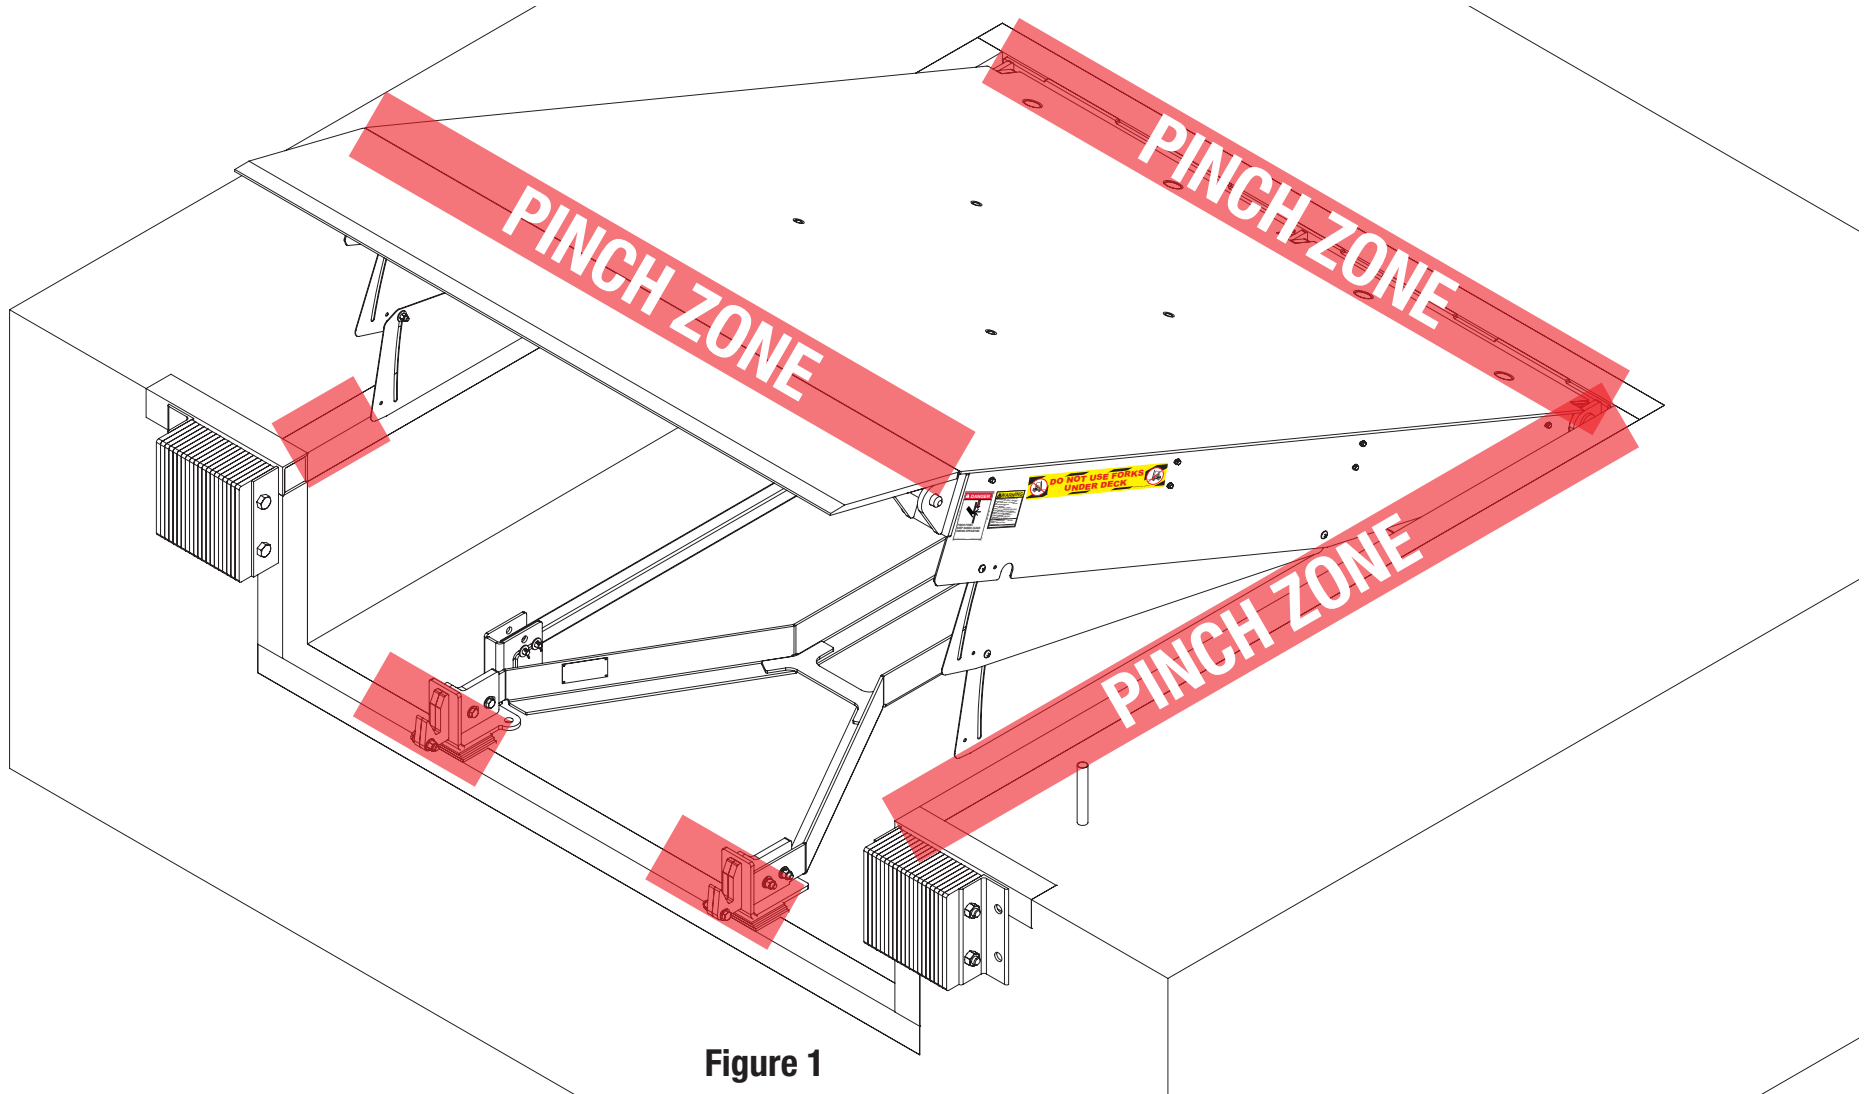 PINCH ZONE
PINCH ZONE
DO NOT USE FORKS
UNDER DECK
DANGER
WARNING
PINCH ZONE
Figure 1